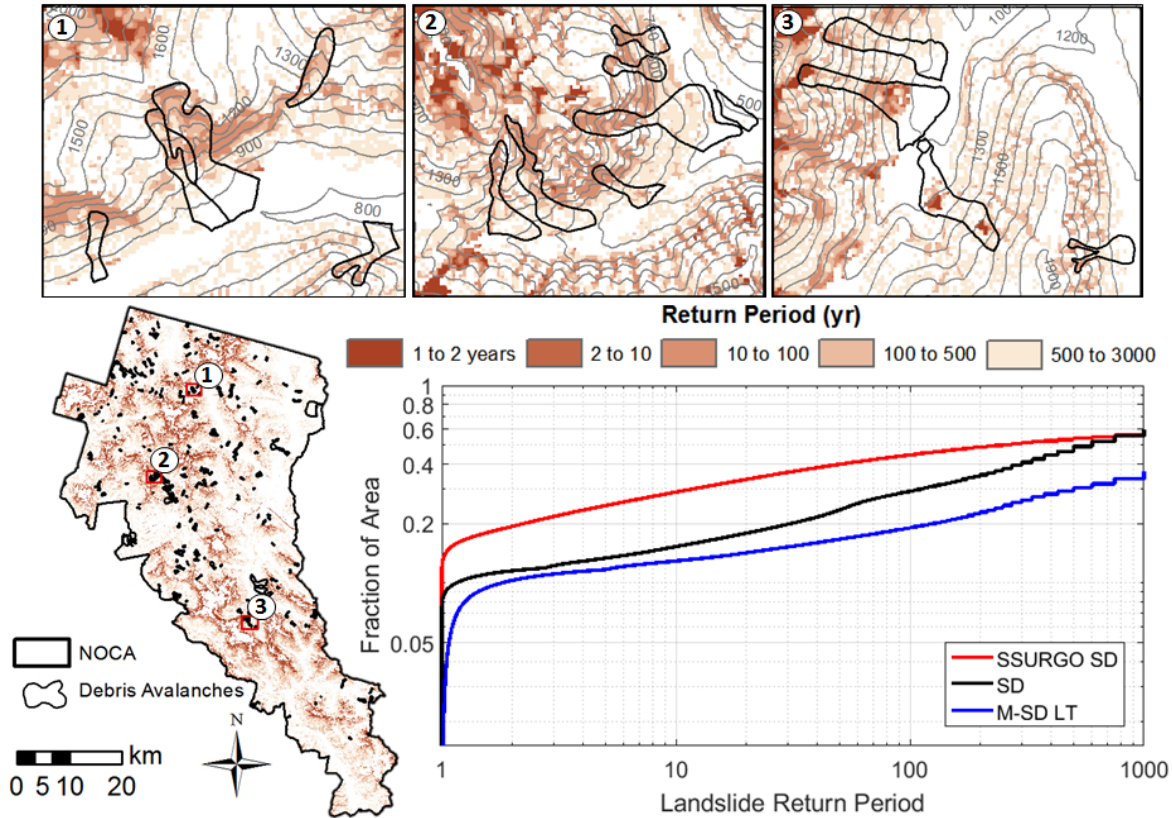 1
1600
1300
1200
1500
900
800
2
500
1300
1500
3
100
1200
1300
1500
1900
Return Period (yr)
1 to 2 years
2 to 10
10 to 100
100 to 500
500 to 3000
1
2
3
NOCA
Debris Avalanches
N
km
0 5 10 20
1
0.8
0.6
0.4
0.2
0.05
Fraction of Area
SSURGO SD
SD
M-SD LT
1 10 100 1000
Landslide Return Period